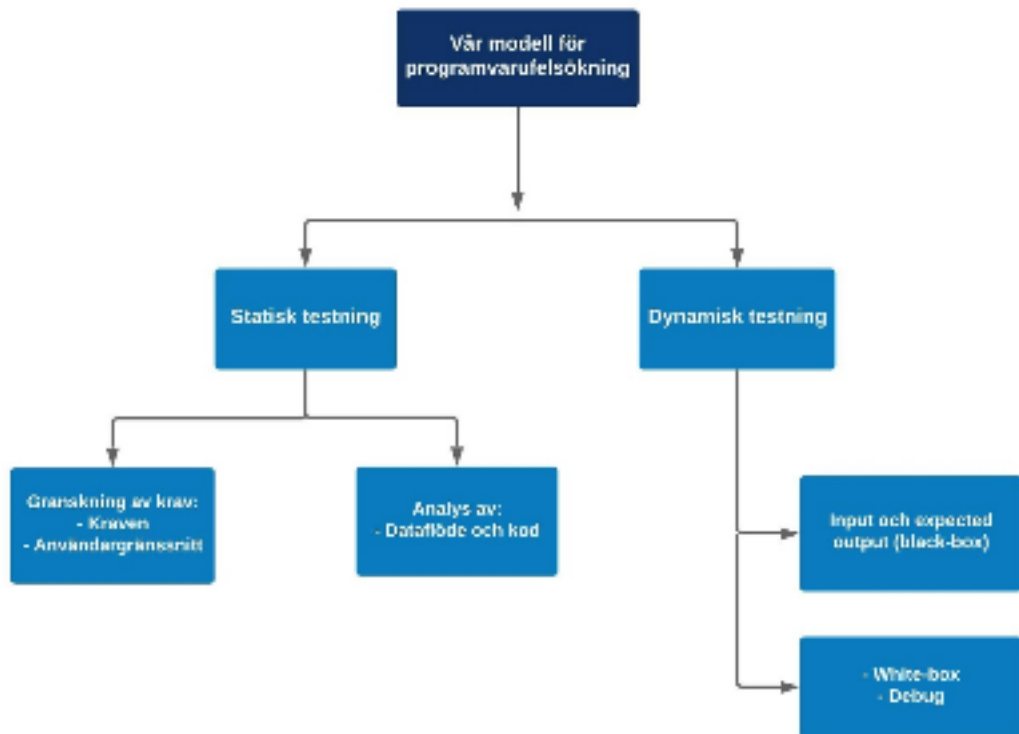 Vår modell för
programvarufelsökning
Statisk testning
Dynamisk testning
Granskning av krav:
- Kraven
- Användargränssnitt
Analys av:
- Dataflöde och kod
Input och expected
output (black-box)
- White-box
- Debug